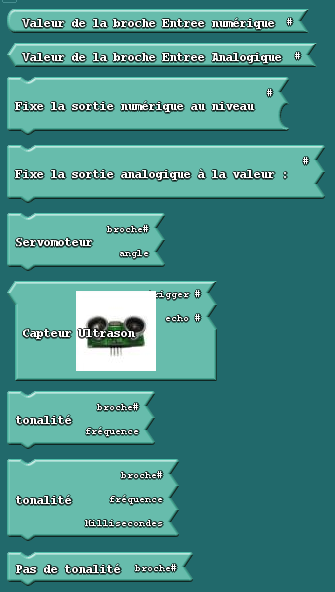 Valeur de la broche Entree numérique #
Valeur de la broche Entree Analogique #
#
Fixe la sortie numérique au niveau
#
Fixe la sortie analogique à la valeur :
broche#
Servomoteur
angle
trigger #
echo #
Capteur Ultrason
broche#
tonalité
fréquence
broche#
tonalité fréquence
Millisecondes
Pas de tonalité broche#